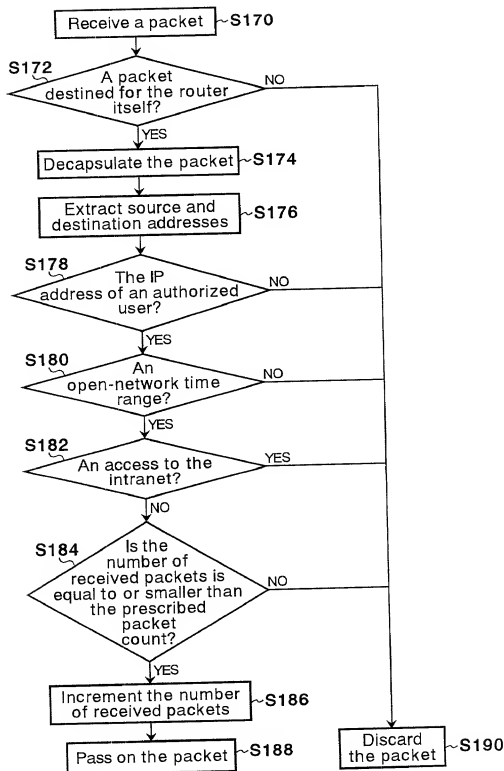 Receive a packet
S170
S172
A packet
destined for the router
itself?
NO
YES
Decapsulate the packet
S174
Extract source and
destination addresses
S176
S178
The IP
address of an authorized
user?
NO
YES
S180
An
open-network time
range?
NO
YES
S182
An access to the
intranet?
YES
NO
S184
Is the
number of
received packets is
equal to or smaller than
the prescribed
packet
count?
NO
YES
Increment the number
of received packets
S186
Pass on the packet
S188
Discard
the packet
S190